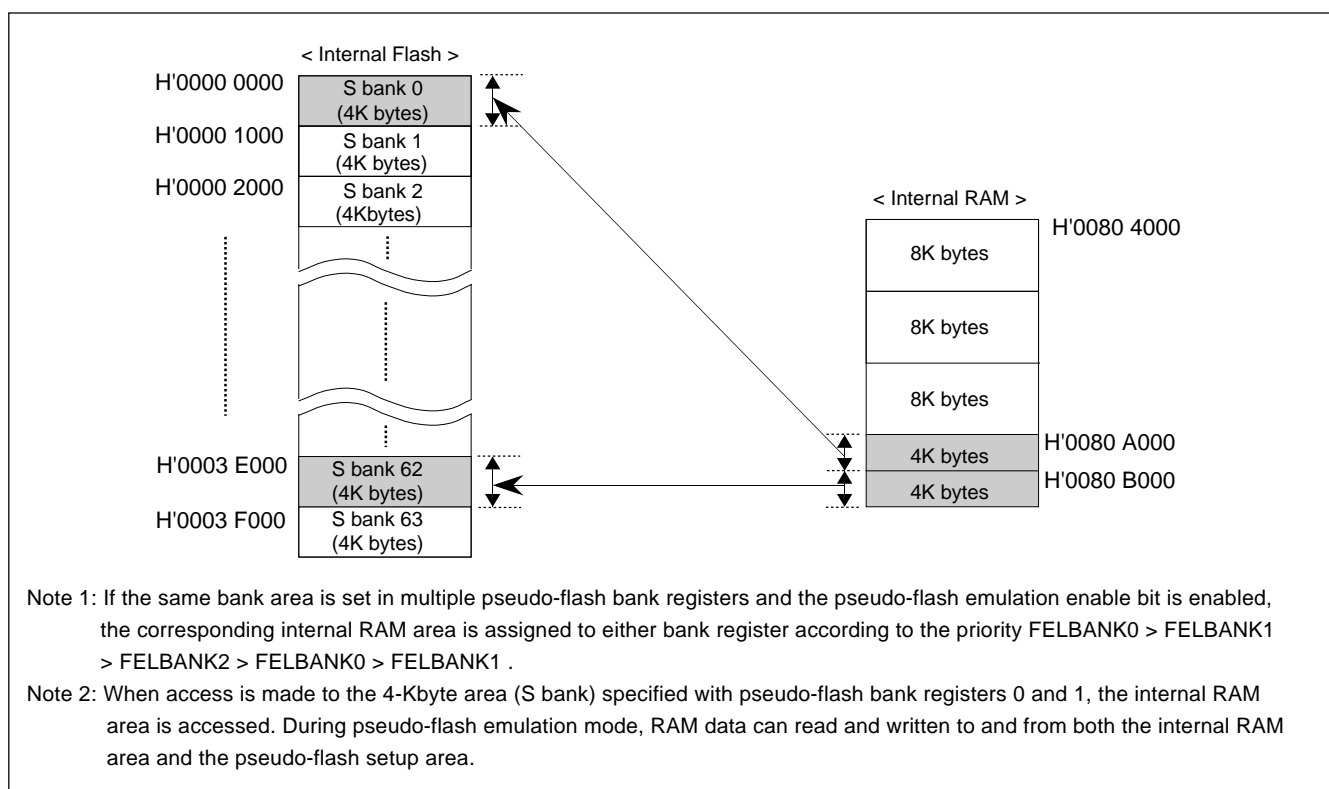 < Internal Flash >
H'0000 0000
S bank 0
(4K bytes)
H'0000 1000
S bank 1
(4K bytes)
H'0000 2000
S bank 2
(4Kbytes)
H'0003 E000
S bank 62
(4K bytes)
H'0003 F000
S bank 63
(4K bytes)
< Internal RAM >
H'0080 4000
8K bytes
8K bytes
8K bytes
H'0080 A000
4K bytes
H'0080 B000
4K bytes
Note 1: If the same bank area is set in multiple pseudo-flash bank registers and the pseudo-flash emulation enable bit is enabled,
the corresponding internal RAM area is assigned to either bank register according to the priority FELBANK0 > FELBANK1
> FELBANK2 > FELBANK0 > FELBANK1 .
Note 2: When access is made to the 4-Kbyte area (S bank) specified with pseudo-flash bank registers 0 and 1, the internal RAM
area is accessed. During pseudo-flash emulation mode, RAM data can read and written to and from both the internal RAM
area and the pseudo-flash setup area.